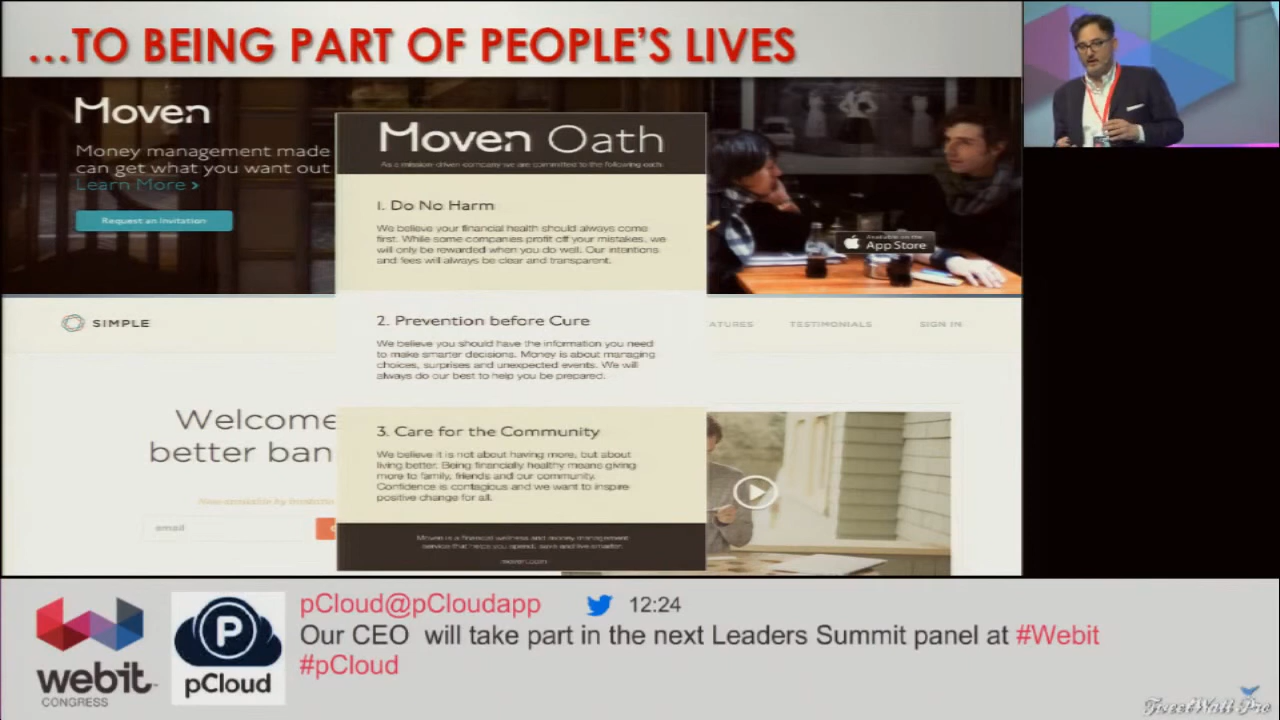 ...TO BEING PART OF PEOPLE'S LIVES
Moven
Money management made
can get what you want out
Learn More >
Request an Invitation
Moven Oath
As a mission-driven company we are committed to the following oath:
1. Do No Harm
We believe your financial health should always come
first. While some companies profit off your mistakes, we
will only be rewarded when you do well. Our intentions
and fees will always be clear and transparent.
2. Prevention before Cure
We believe you should have the information you need
to make smarter decisions. Money is about managing
choices, surprises and unexpected events. We will
always do our best to help you be prepared.
3. Care for the Community
We believe it is not about having more, but about
living better. Being financially healthy means giving
more to family, friends and our community.
Confidence is contagious and we want to inspire
positive change for all.
Moven is a financial wellness and money management
service that helps you spend, save and live smarter.
moven.com
Available on the
App Store
SIMPLE
ATURES TESTIMONIALS SIGN IN
Welcome
better ban
email
webit
CONGRESS
P
pCloud
pCloud@pCloudapp 12:24
Our CEO will take part in the next Leaders Summit panel at #Webit
#pCloud
TweetWall Pro